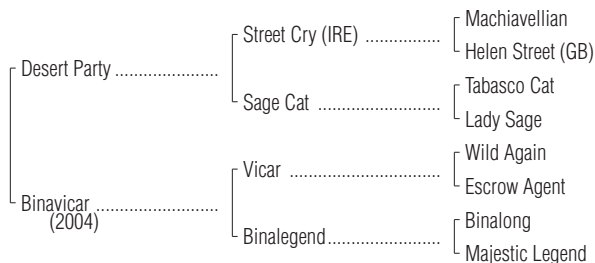 Machiavellian
Street Cry (IRE) ..................
Helen Street (GB)
Desert Party ........................
Tabasco Cat
Sage Cat ............................
Lady Sage
Wild Again
Vicar ...................................
Escrow Agent
Binavicar ............................
(2004)
Binalong
Binalegend..........................
Majestic Legend